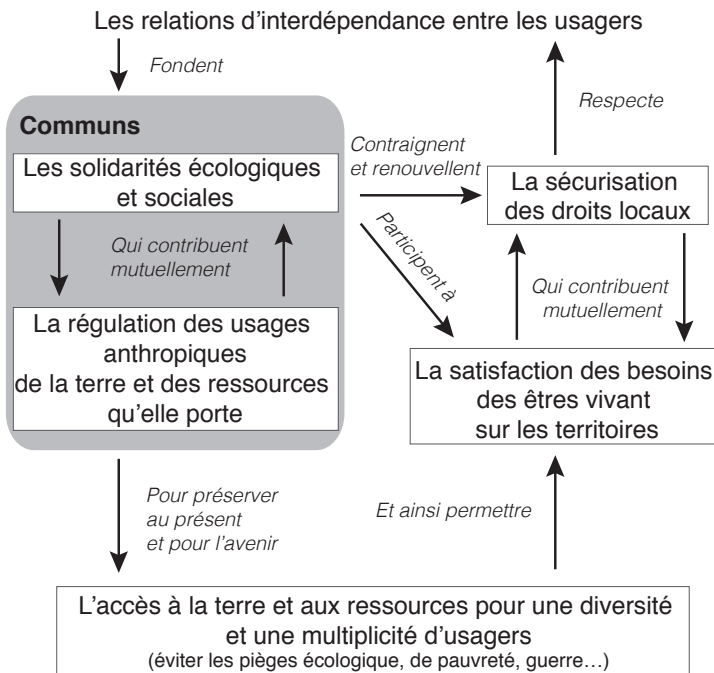 Les relations d’interdépendance entre les usagers
Fondent
Respecte
Communs
Les solidarités écologiques
et sociales
Contraignent
et renouvellent
La sécurisation
des droits locaux
Qui contribuent
mutuellement
Participent à
Qui contribuent
mutuellement
La régulation des usages
anthropiques
de la terre et des ressources
qu’elle porte
La satisfaction des besoins
des êtres vivant
sur les territoires
Pour préserver
au présent
et pour l’avenir
Et ainsi permettre
L’accès à la terre et aux ressources pour une diversité
et une multiplicité d’usagers
(éviter les pièges écologique, de pauvreté, guerre…)